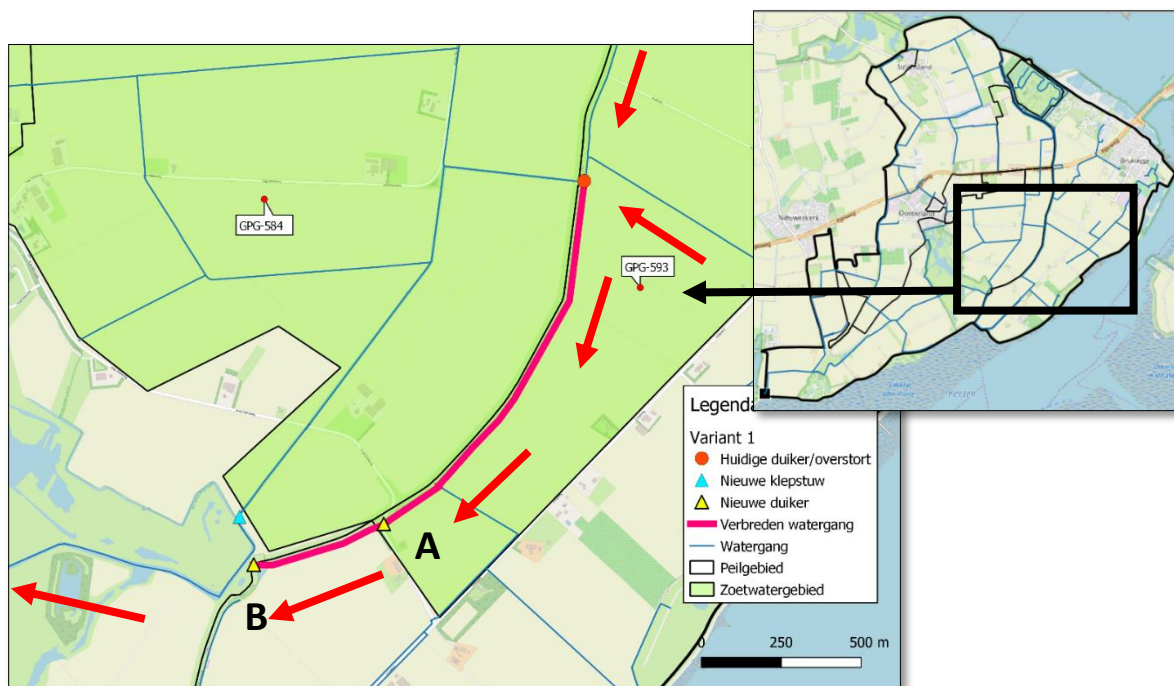 GPG-584
GPG-593
A
B
Nieuwerkerk
Oosterland
Bruinisse
Legenda
Variant 1
Huidige duiker/overstort
Nieuwe klepstuw
Nieuwe duiker
Verbreden watergang
Watergang
Peilgebied
Zoetwatergebied
0 250 500 m